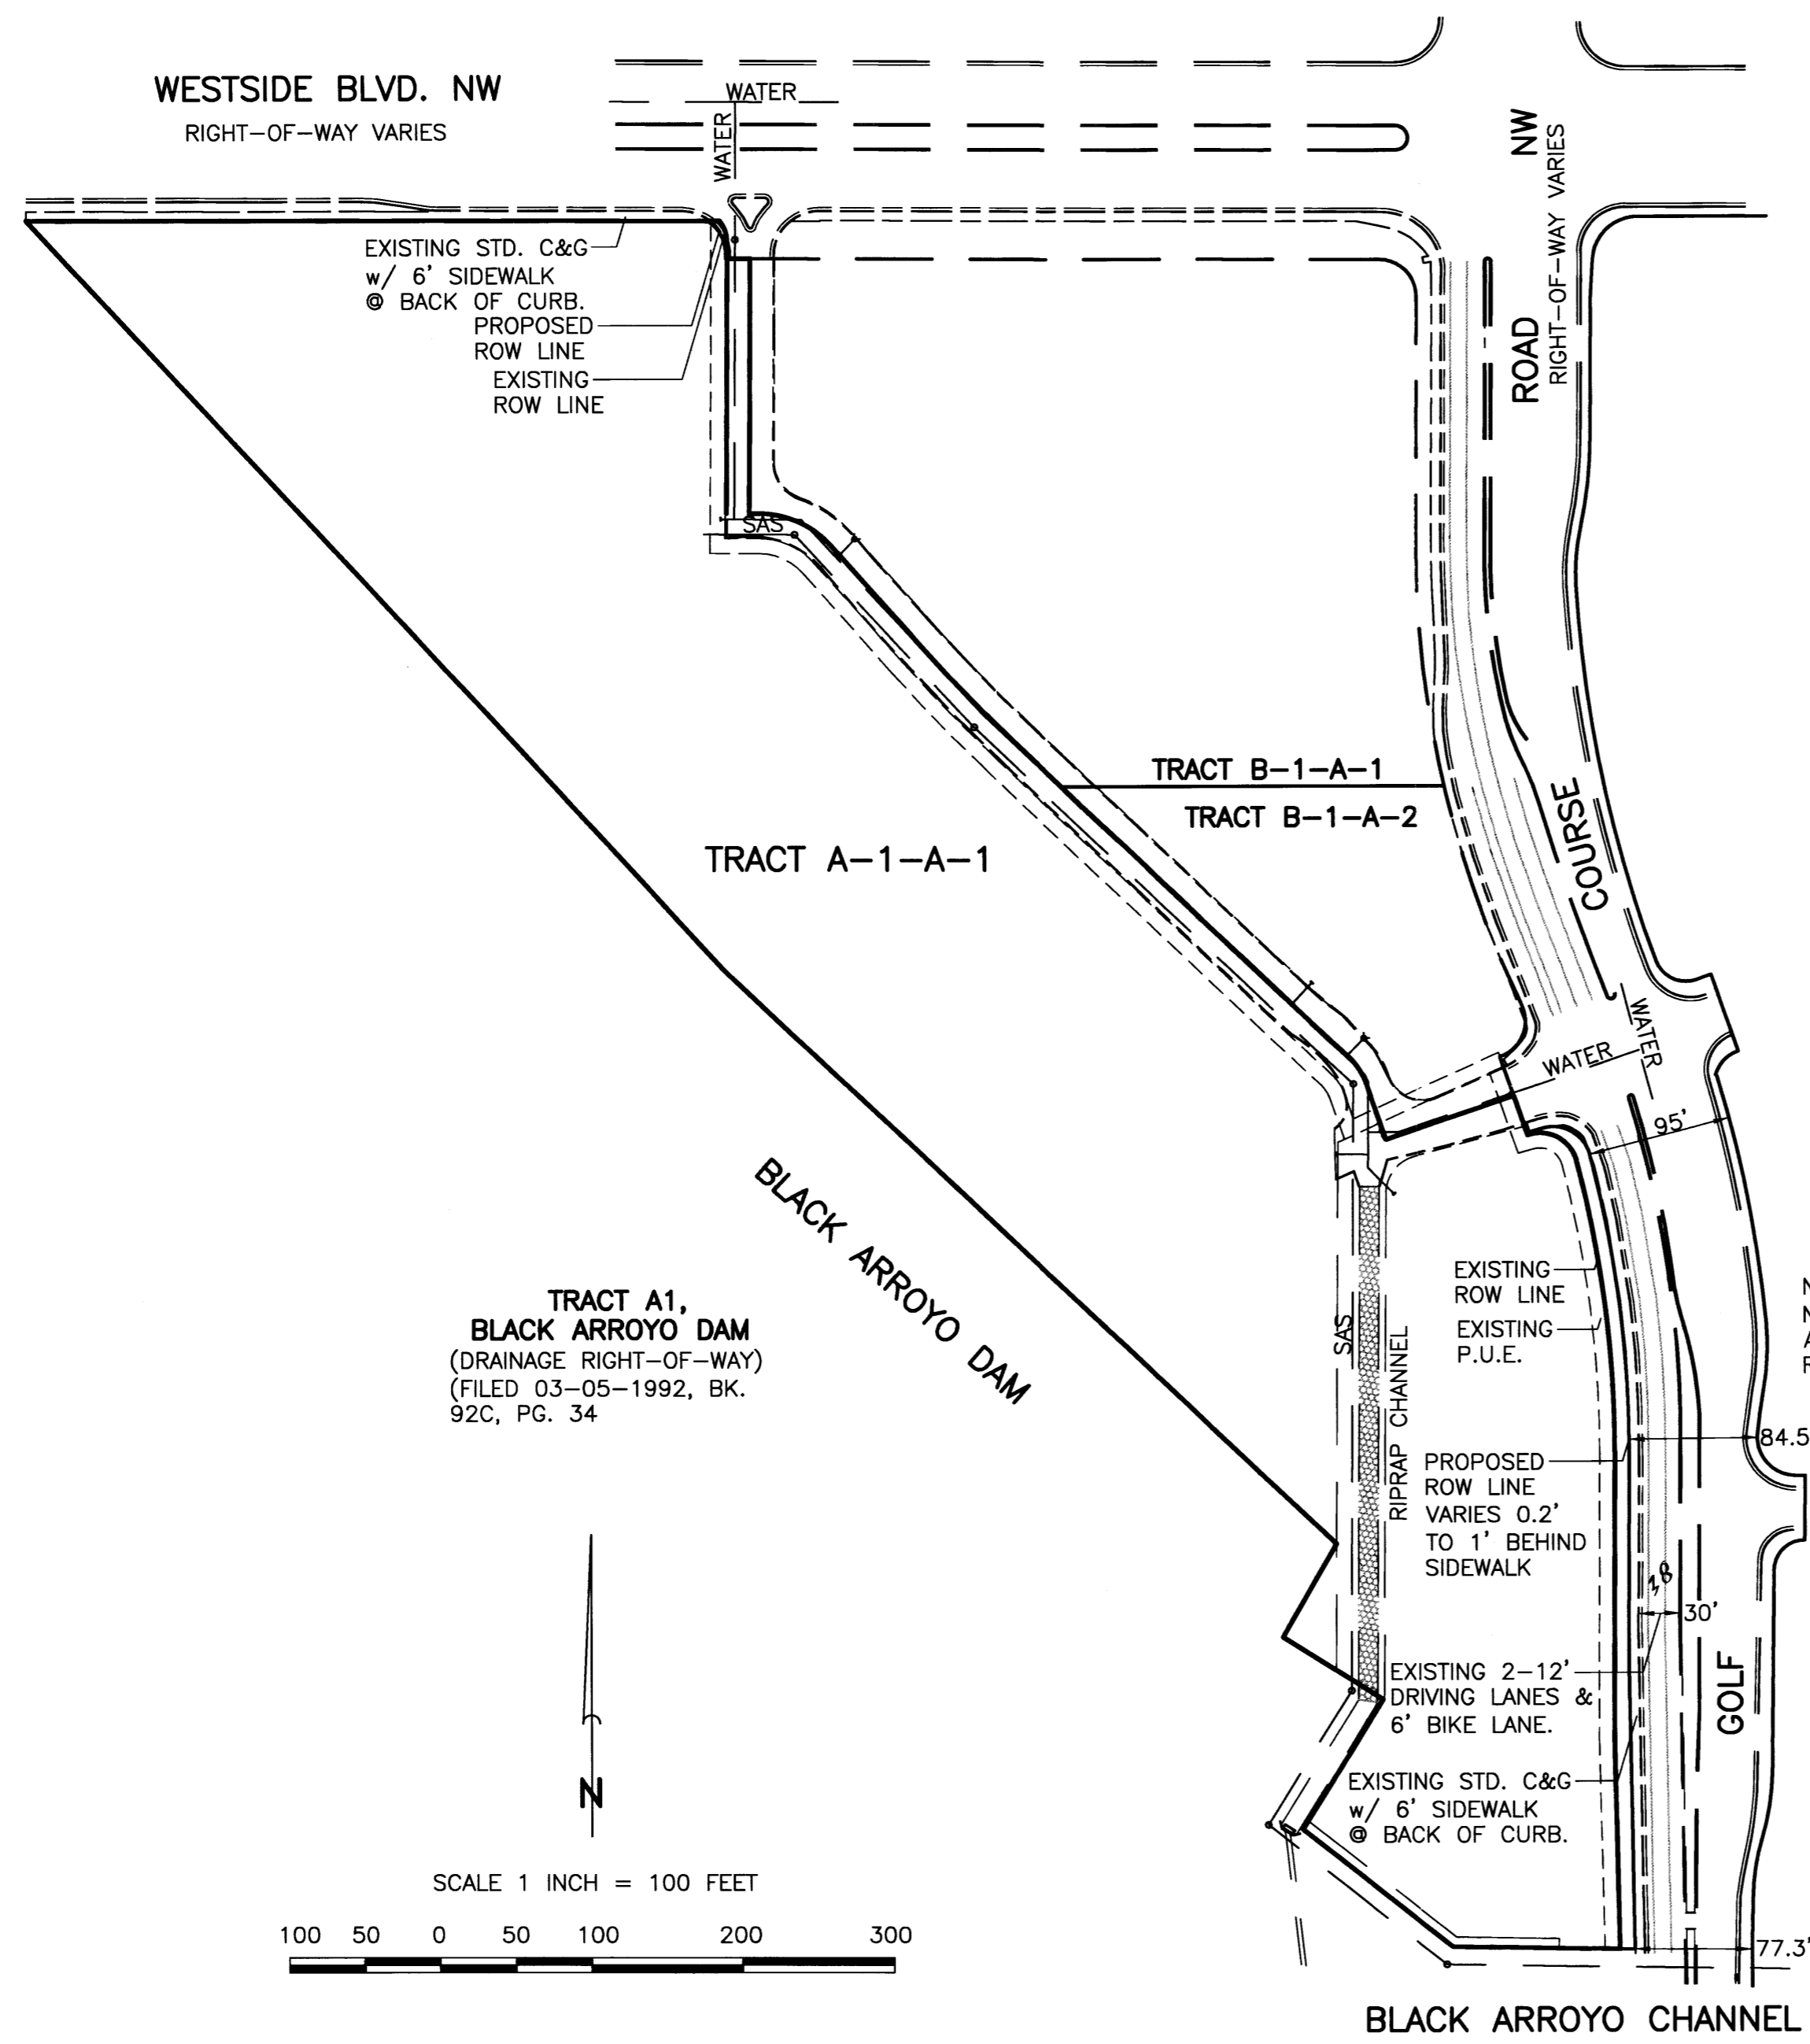 WESTSIDE BLVD. NW
RIGHT-OF-WAY VARIES
WATER
WATER
ROAD NW
RIGHT-OF-WAY VARIES
EXISTING STD. C&G
w/ 6' SIDEWALK
@ BACK OF CURB.
PROPOSED
ROW LINE
EXISTING
ROW LINE
SAS
TRACT B-1-A-1
TRACT B-1-A-2
COURSE
TRACT A-1-A-1
WATER
WATER
95'
BLACK ARROYO DAM
EXISTING
ROW LINE
EXISTING
P.U.E.
SAS
RIPRAP CHANNEL
TRACT A1,
BLACK ARROYO DAM
(DRAINAGE RIGHT-OF-WAY)
(FILED 03-05-1992, BK.
92C, PG. 34
84.5
PROPOSED
ROW LINE
VARIES 0.2'
TO 1' BEHIND
SIDEWALK
30'
GOLF
EXISTING 2-12'
DRIVING LANES &
6' BIKE LANE.
EXISTING STD. C&G
w/ 6' SIDEWALK
@ BACK OF CURB.
N
SCALE 1 INCH = 100 FEET
100 50 0 50 100 200 300
77.3'
BLACK ARROYO CHANNEL